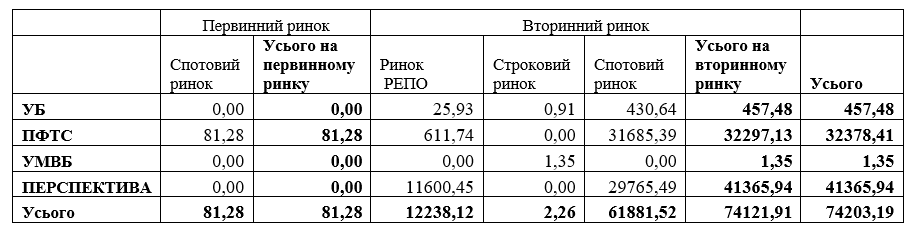 Первинний ринок Вторинний ринок
Спотовий ринок Усього на первинному ринку Ринок РЕПО Строковий ринок Спотовий ринок Усього на вторинному ринку Усього
УБ 0,00 0,00 25,93 0,91 430,64 457,48 457,48
ПФТС 81,28 81,28 611,74 0,00 31685,39 32297,13 32378,41
УМВБ 0,00 0,00 0,00 1,35 0,00 1,35 1,35
ПЕРСПЕКТИВА 0,00 0,00 11600,45 0,00 29765,49 41365,94 41365,94
Усього 81,28 81,28 12238,12 2,26 61881,52 74121,91 74203,19